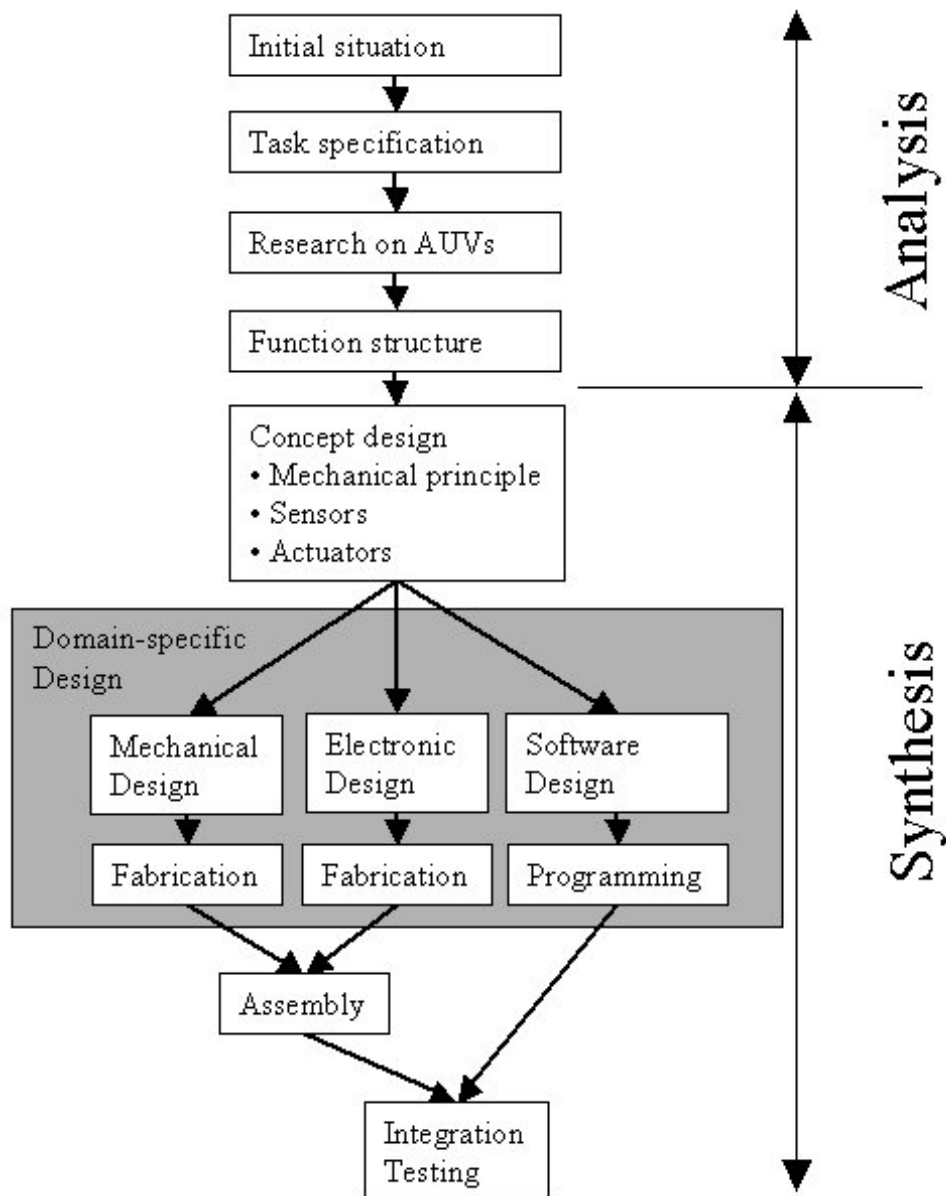 Initial situation
Task specification
Research on AUVs
Function structure
Analysis
Concept design
• Mechanical principle
• Sensors
• Actuators
Domain-specific
Design
Mechanical
Design
Electronic
Design
Software
Design
Fabrication
Fabrication
Programming
Assembly
Integration
Testing
Synthesis